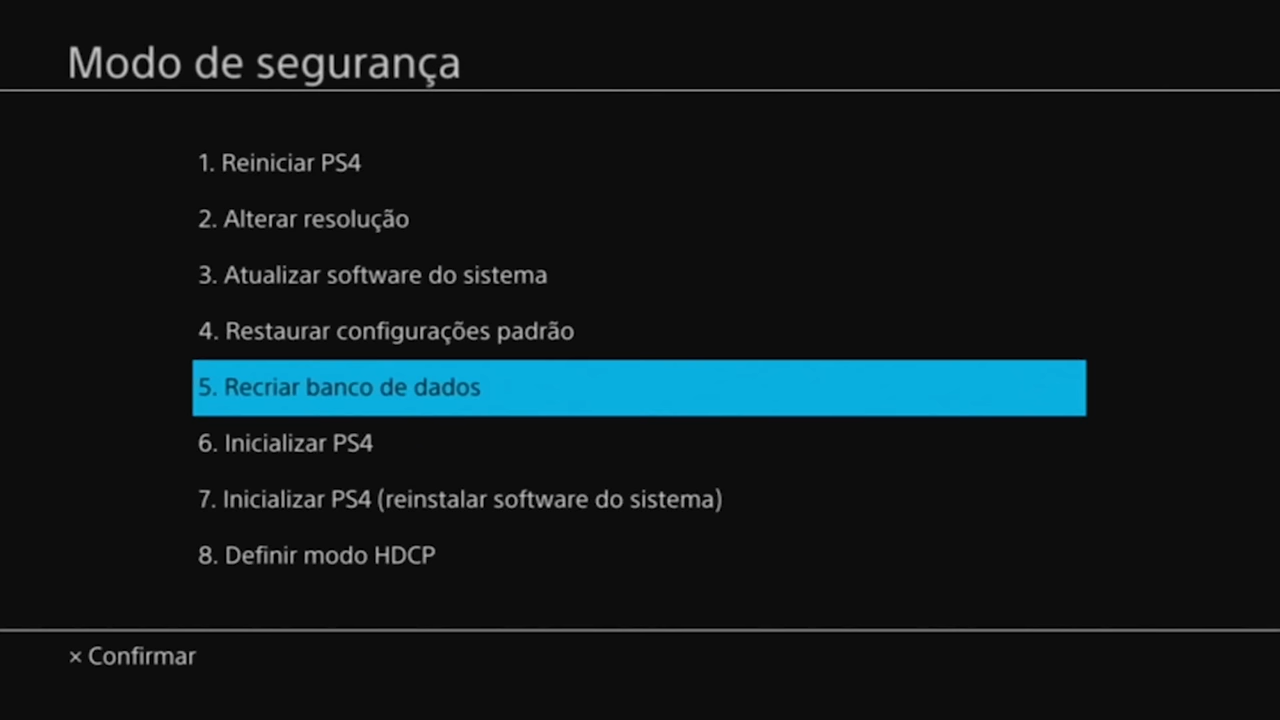 Modo de segurança
1. Reiniciar PS4
2. Alterar resolução
3. Atualizar software do sistema
4. Restaurar configurações padrão
5. Recriar banco de dados
6. Inicializar PS4
7. Inicializar PS4 (reinstalar software do sistema)
8. Definir modo HDCP
× Confirmar